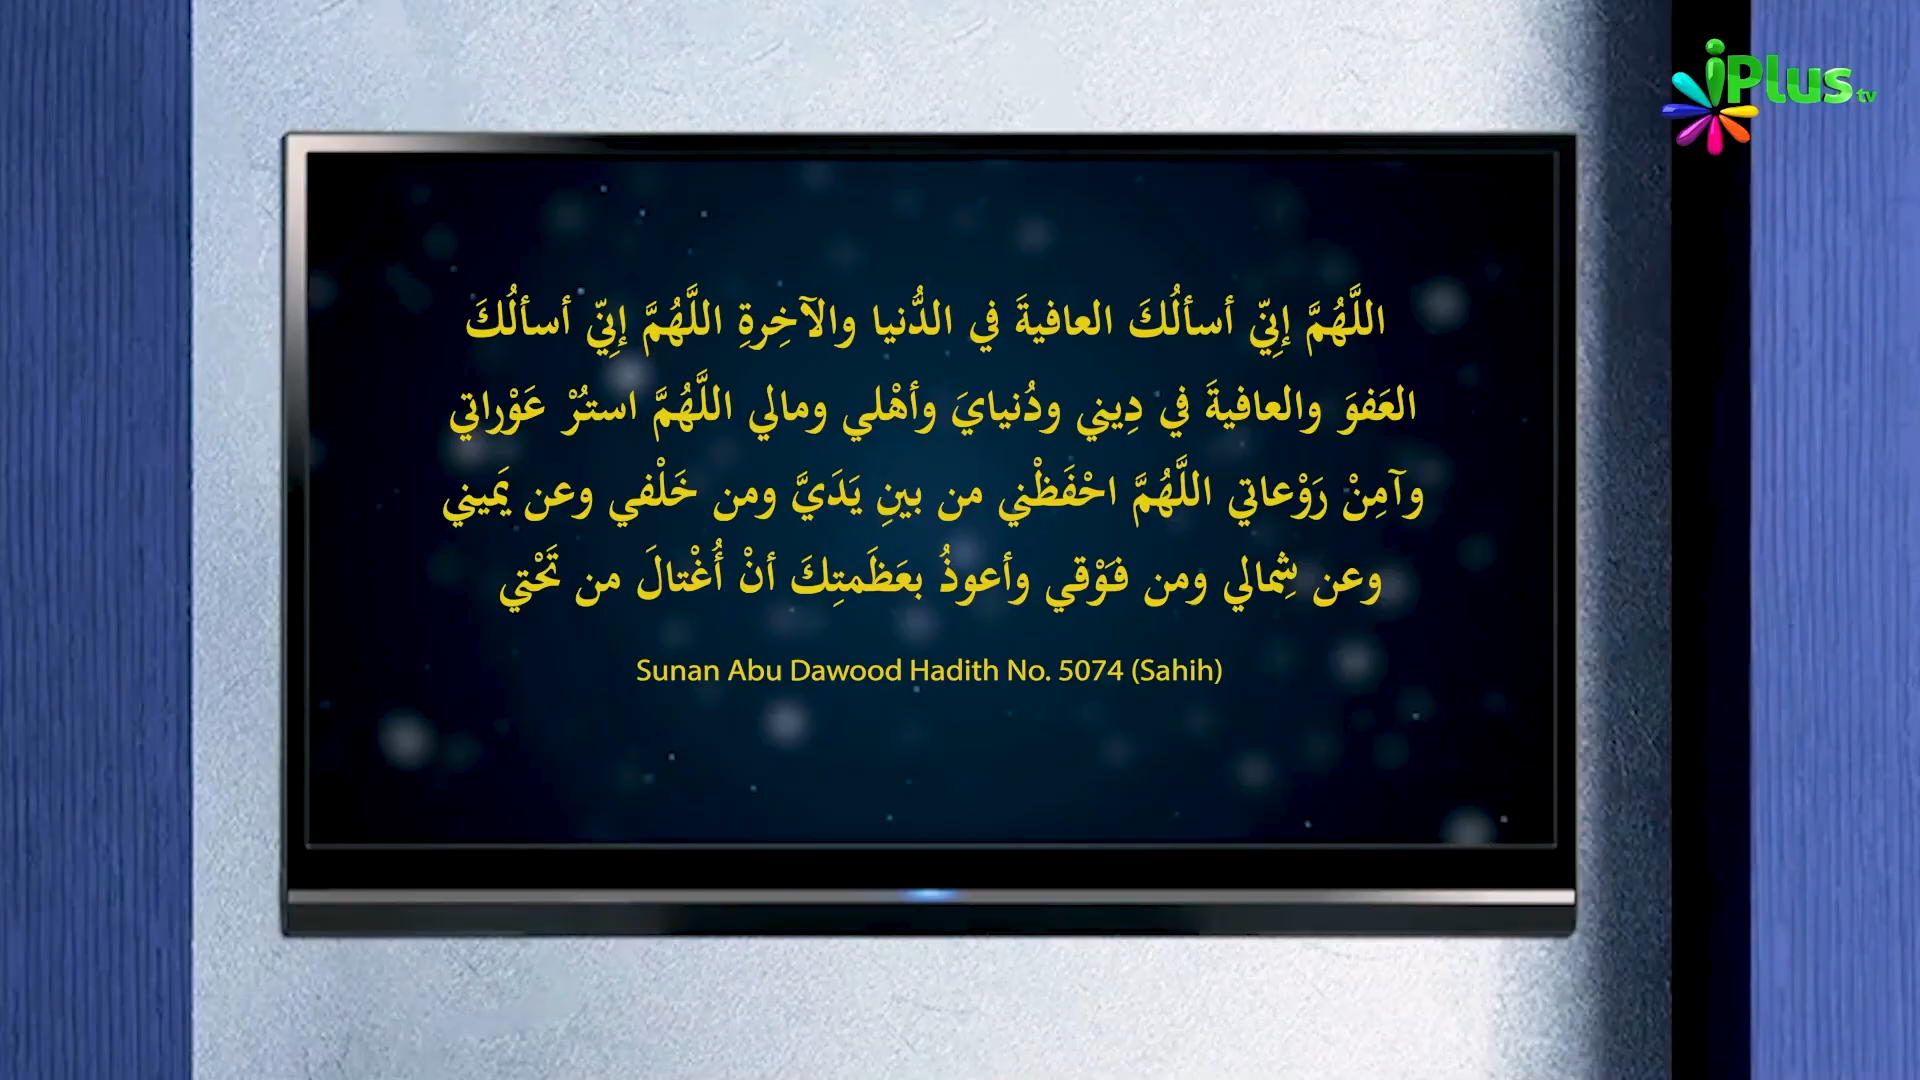 iPlus tv
اللَّهُمَّ إِنِّي أسألُكَ العافيةَ في الدُّنيا والآخِرةِ اللَّهُمَّ إِنِّي أسألُكَ
العَفوَ والعافيةَ في دِيني ودُنيايَ وأهْلي ومالي اللَّهُمَّ استُرْ عَوْراتي
وآمِنْ رَوْعاتي اللَّهُمَّ احْفَظْني من بينِ يَدَيَّ ومن خَلْفي وعن يَميني
وعن شِمالي ومن فَوْقي وأعوذُ بعَظَمتِكَ أنْ أُغْتالَ من تَحْتي
Sunan Abu Dawood Hadith No. 5074 (Sahih)